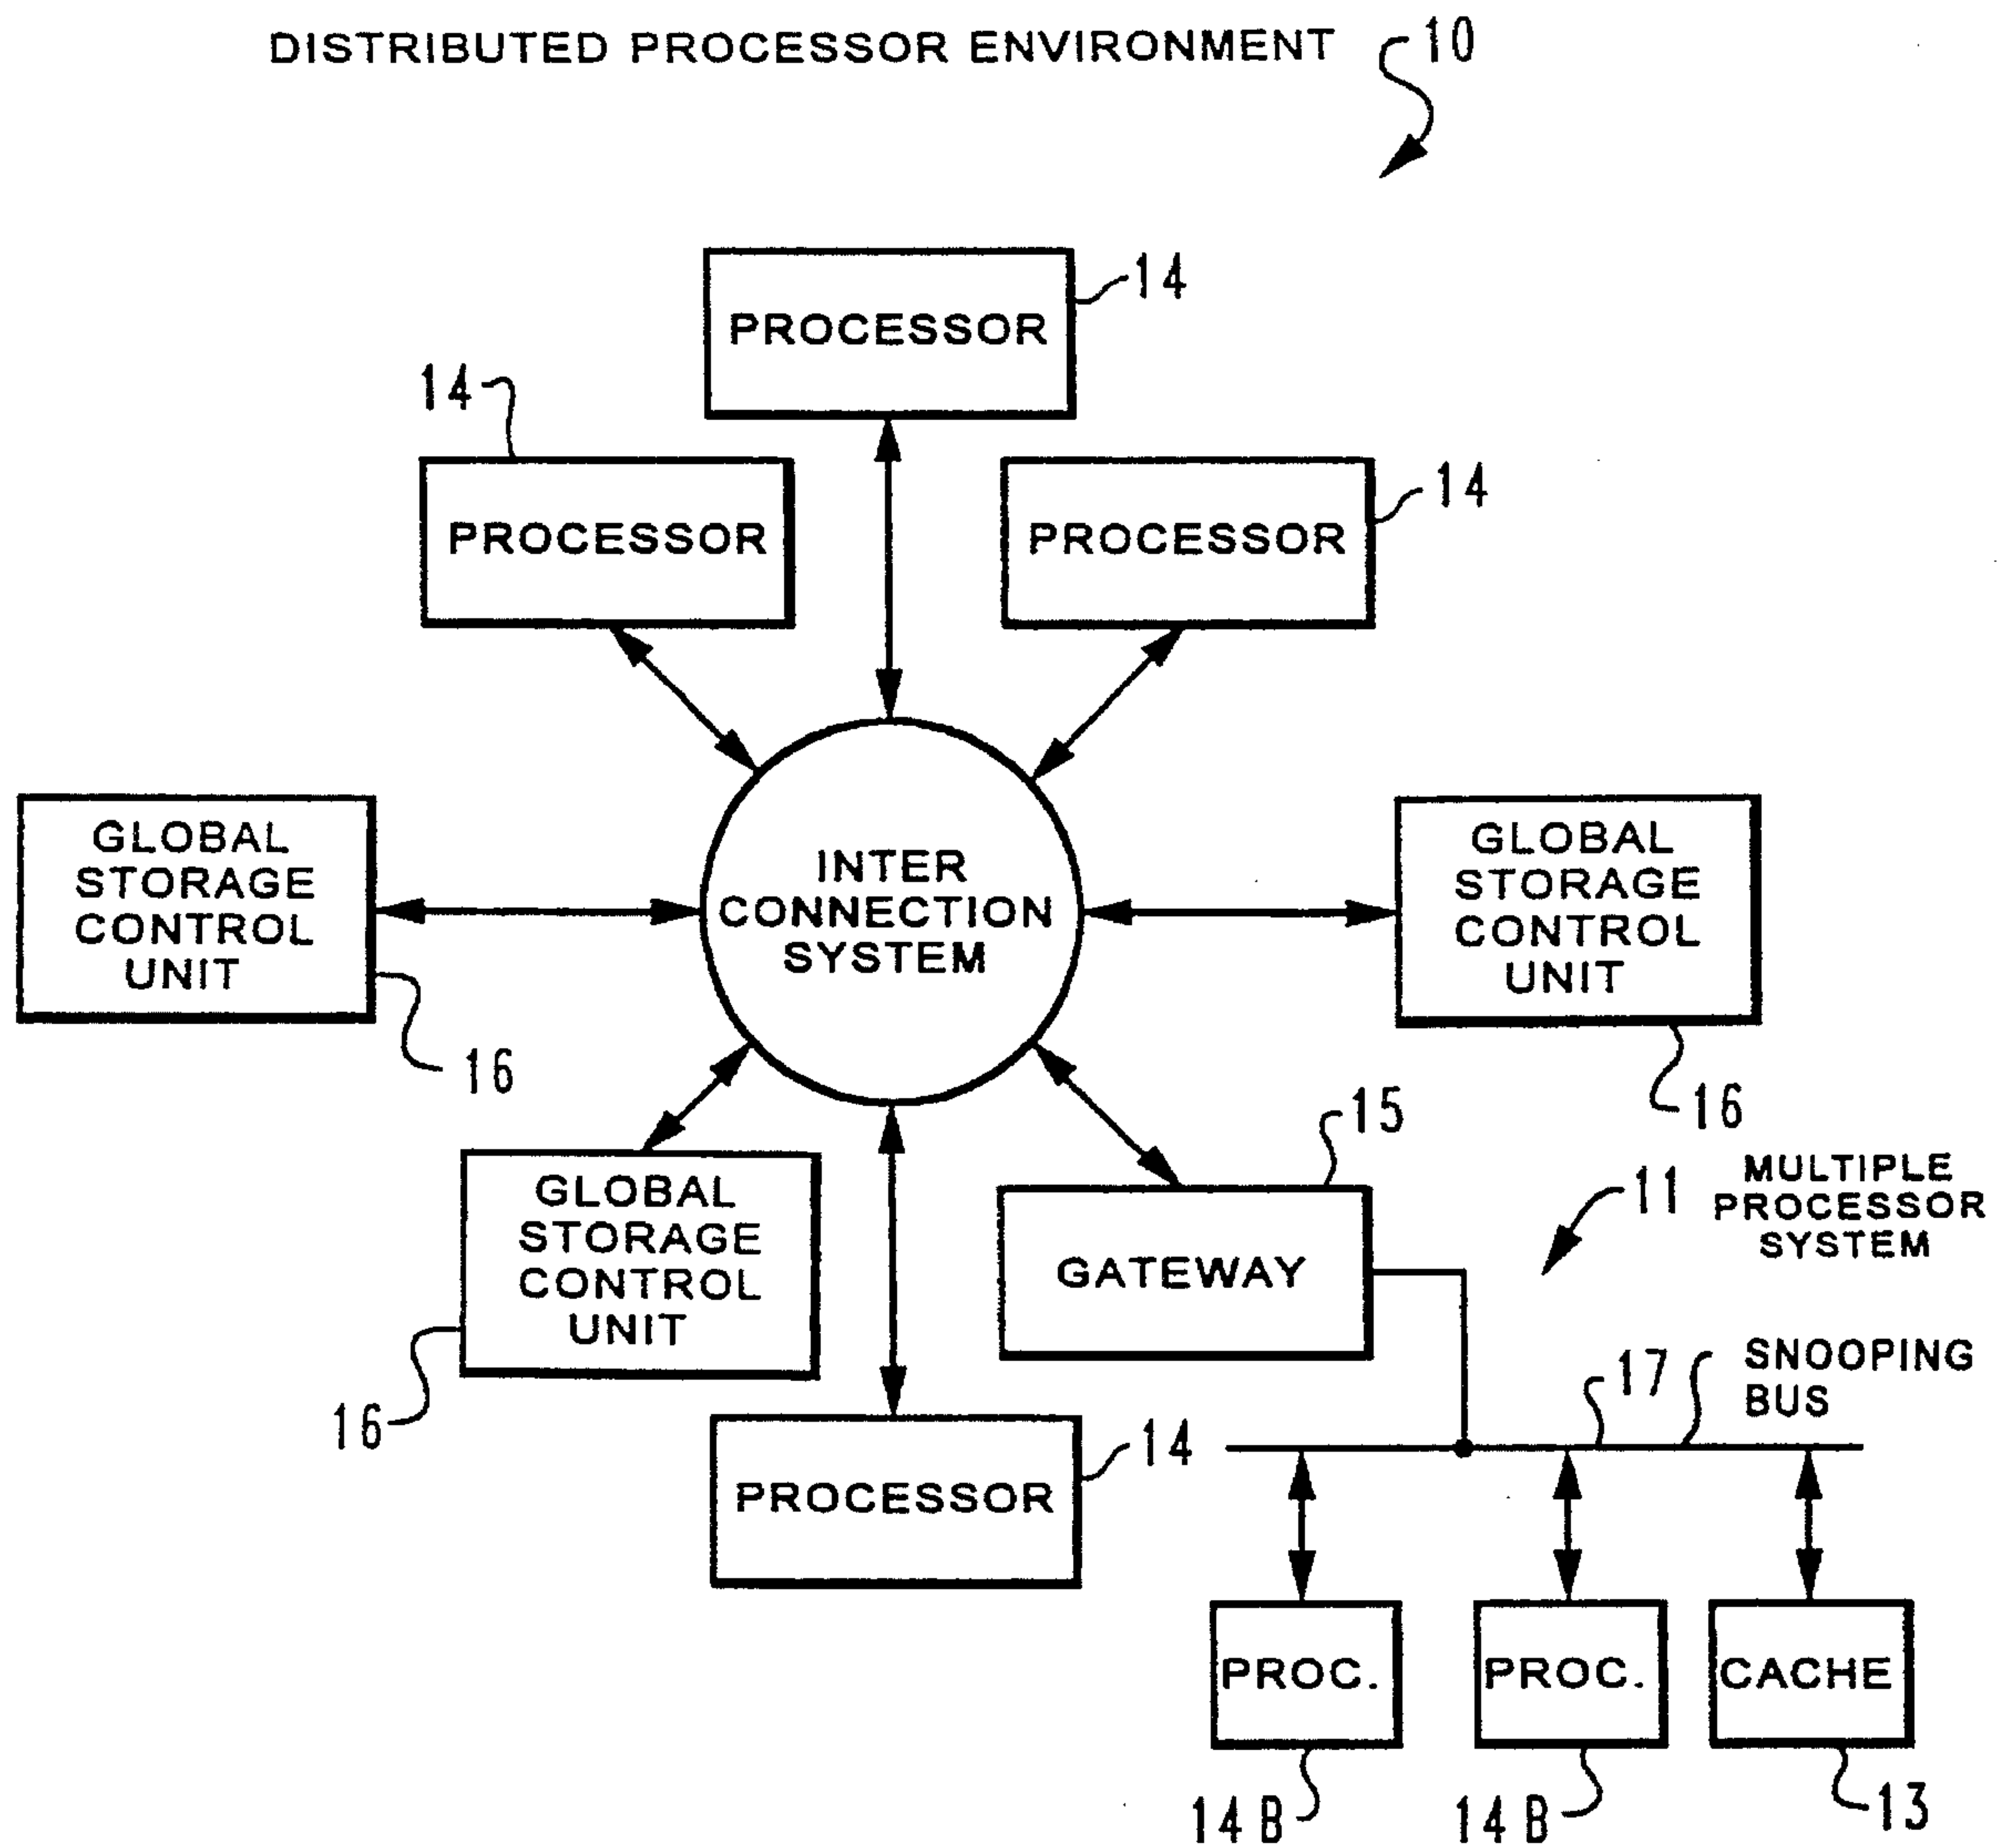 DISTRIBUTED PROCESSOR ENVIRONMENT
10
PROCESSOR
14
14
PROCESSOR
PROCESSOR
14
GLOBAL
STORAGE
CONTROL
UNIT
16
INTER
CONNECTION
SYSTEM
GLOBAL
STORAGE
CONTROL
UNIT
16
GLOBAL
STORAGE
CONTROL
UNIT
16
15
GATEWAY
11
MULTIPLE
PROCESSOR
SYSTEM
PROCESSOR
14
17
SNOOPING
BUS
PROC.
PROC.
CACHE
14B
14B
13